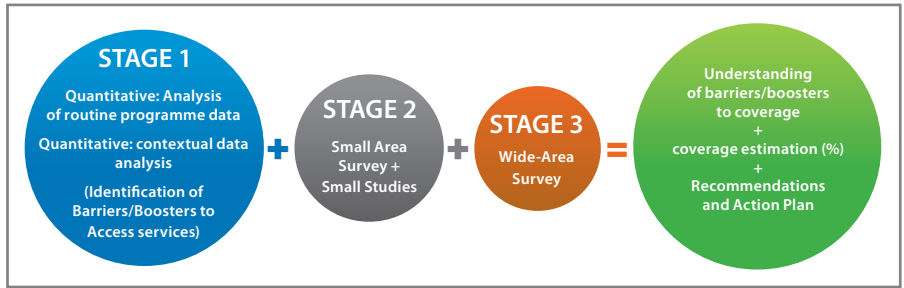 STAGE 1
Quantitative: Analysis
of routine programme data
Quantitative: contextual data
analysis
(Identification of
Barriers/Boosters to
Access services)
+
STAGE 2
Small Area
Survey +
Small Studies
+
STAGE 3
Wide-Area
Survey
=
Understanding
of barriers/boosters
to coverage
+
coverage estimation (%)
+
Recommendations
and Action Plan